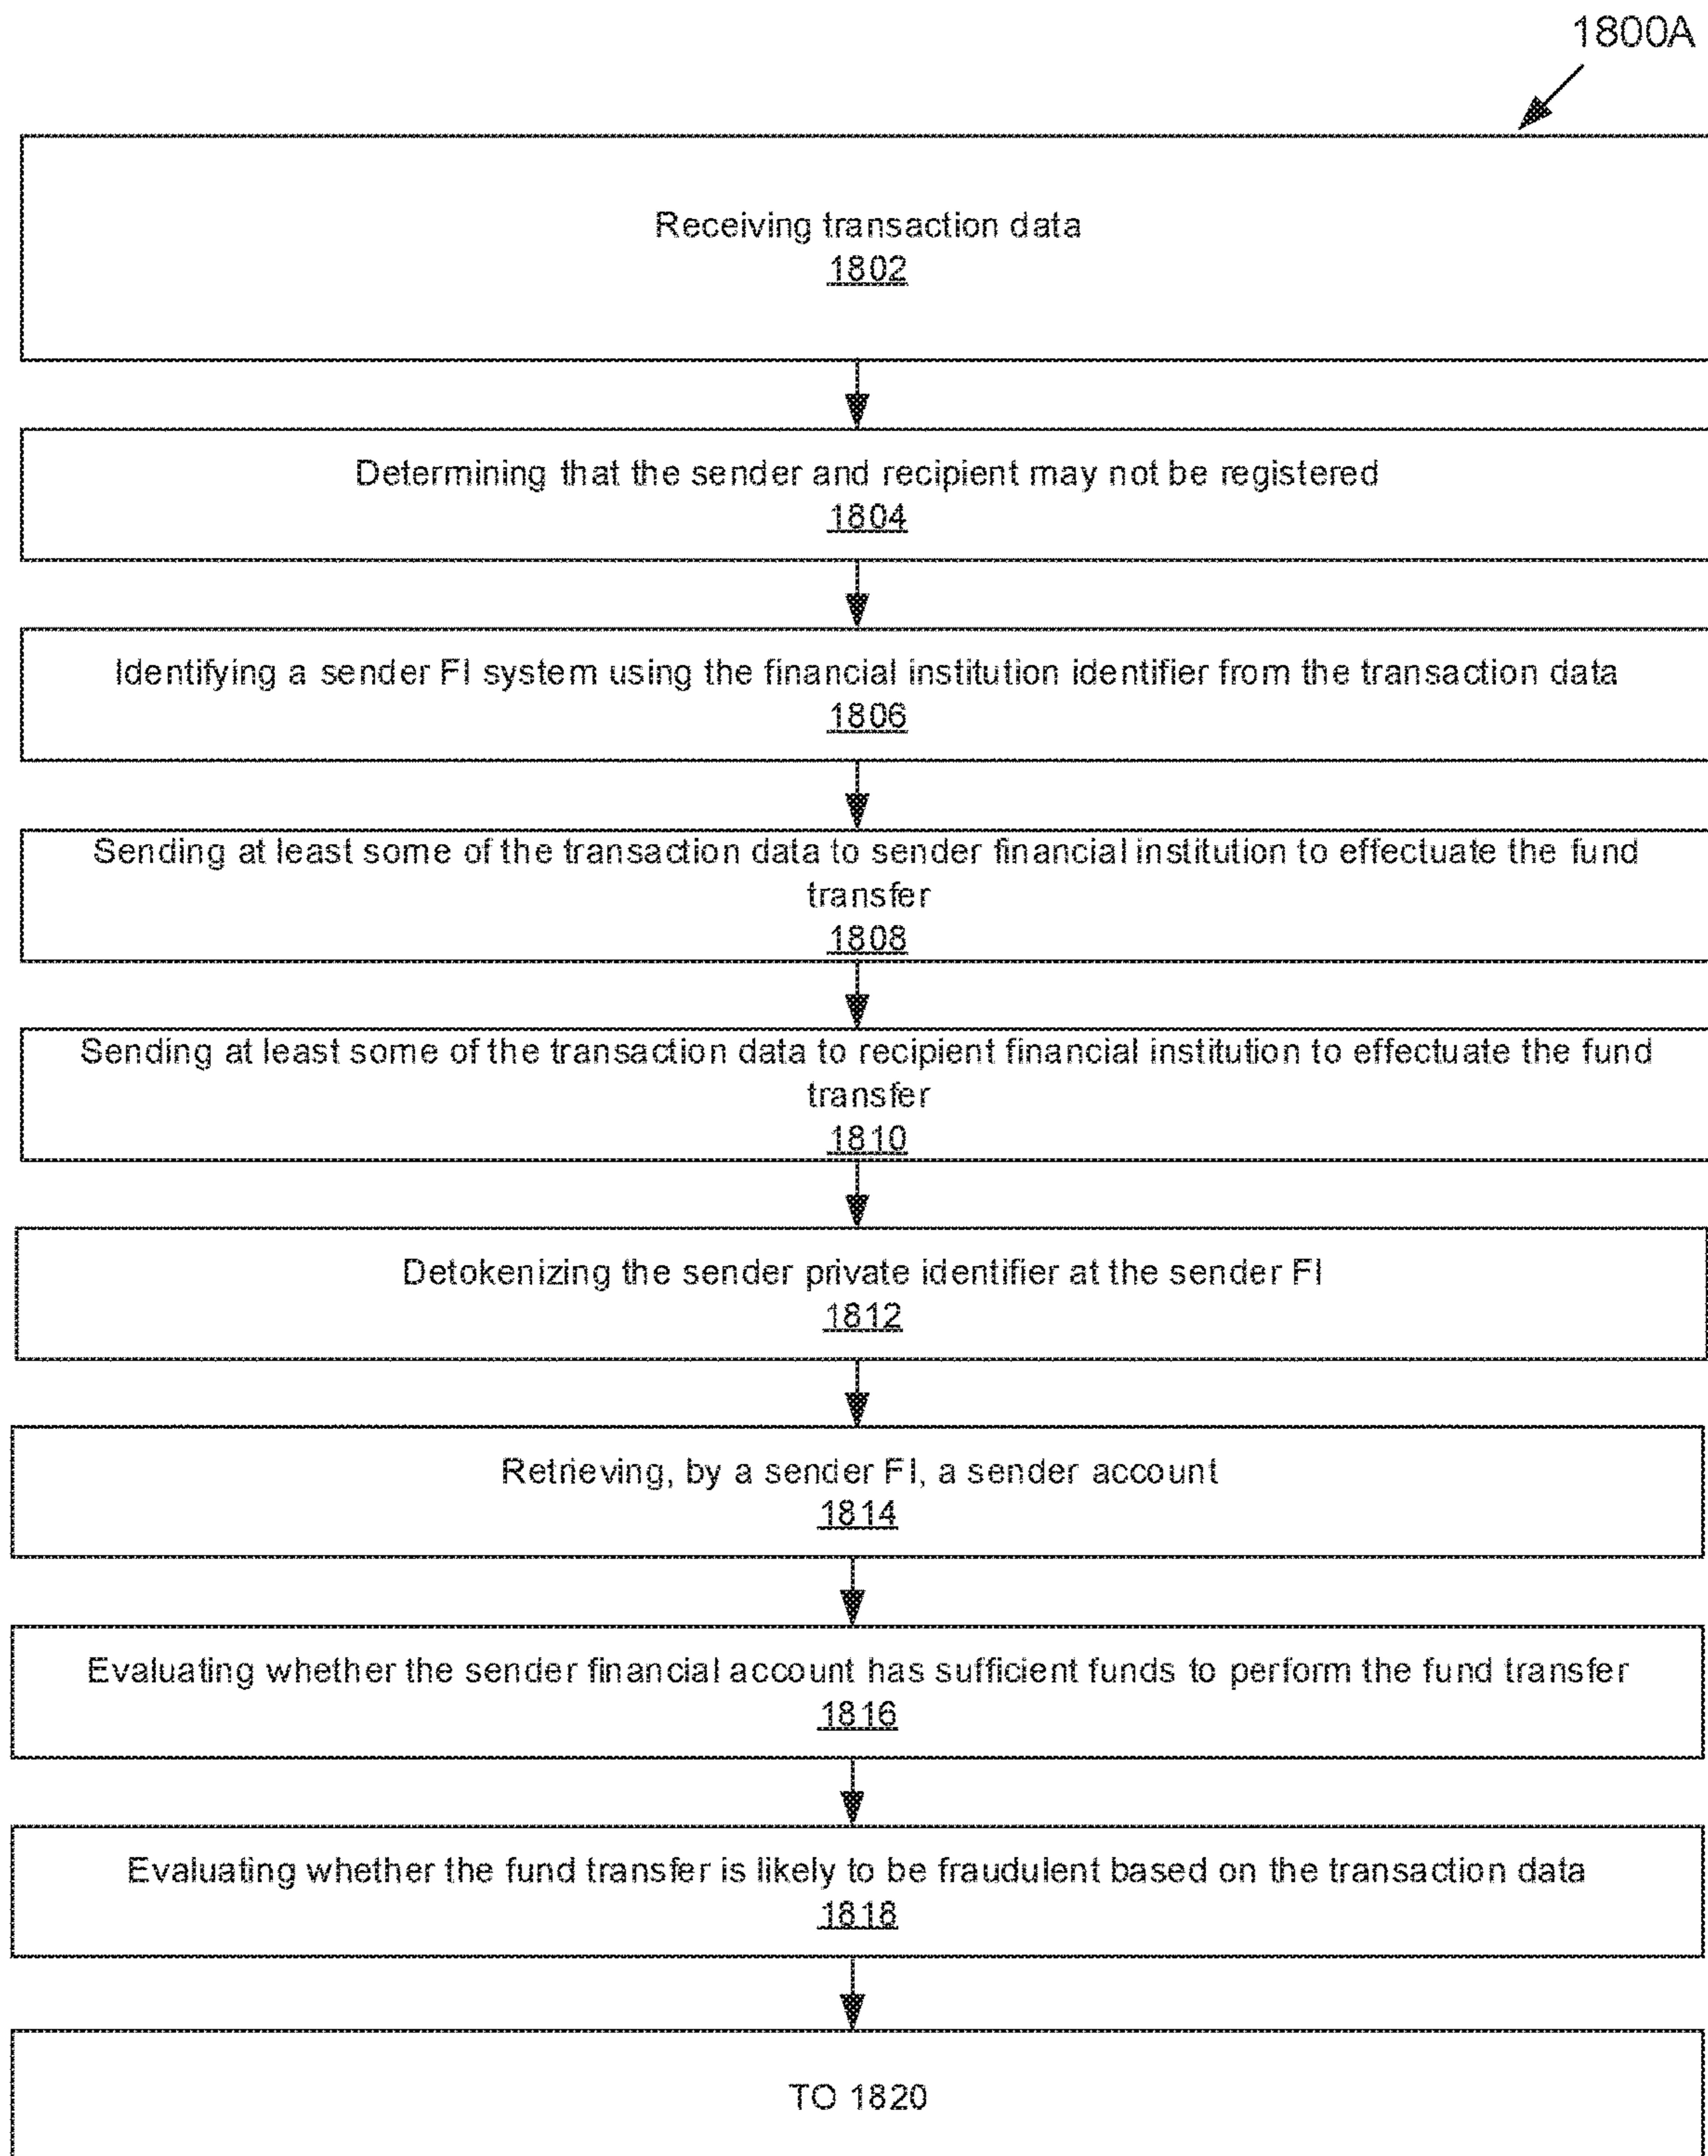 1800A
Receiving transaction data
1802
Determining that the sender and recipient may not be registered
1804
Identifying a sender FI system using the financial institution identifier from the transaction data
1806
Sending at least some of the transaction data to sender financial institution to effectuate the fund
transfer
1808
Sending at least some of the transaction data to recipient financial institution to effectuate the fund
transfer
1810
Detokenizing the sender private identifier at the sender FI
1812
Retrieving, by a sender FI, a sender account
1814
Evaluating whether the sender financial account has sufficient funds to perform the fund transfer
1816
Evaluating whether the fund transfer is likely to be fraudulent based on the transaction data
1818
TO 1820